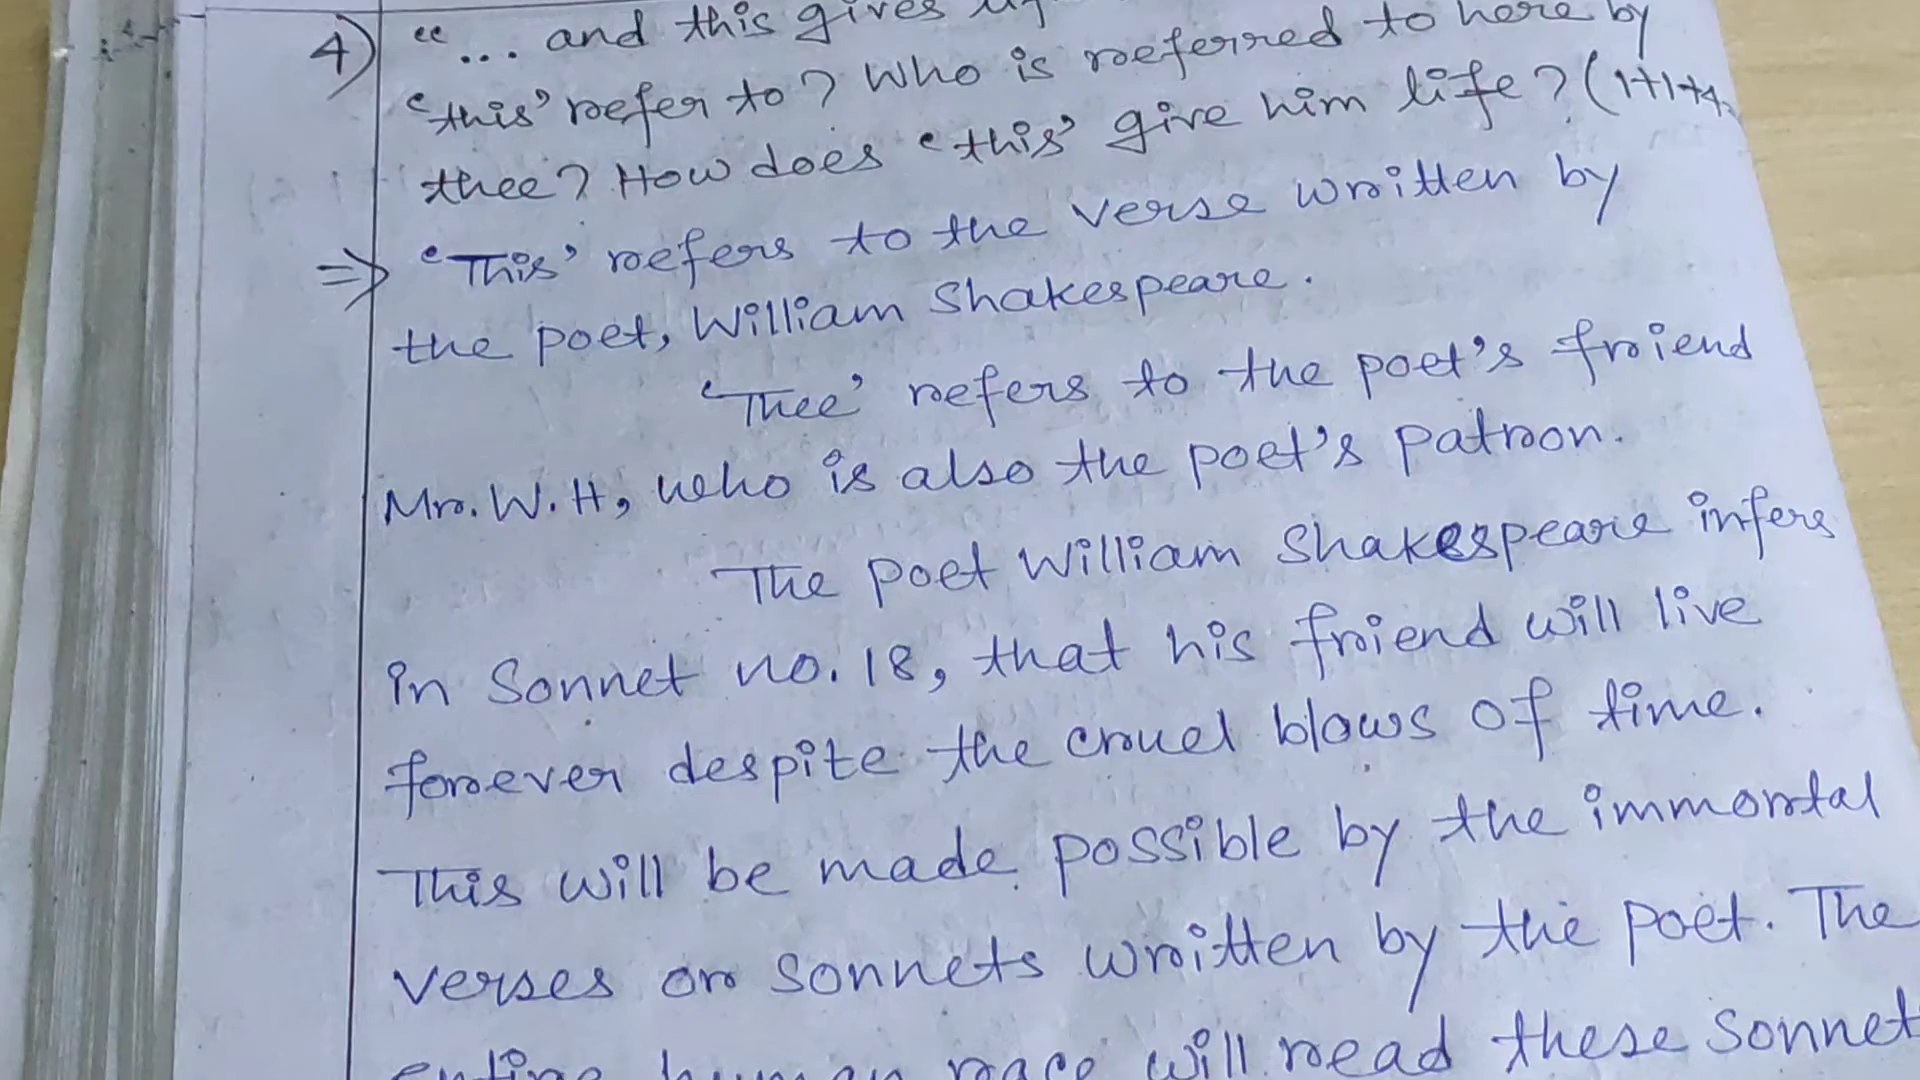 4) “... and this gives
‘this’ refer to? Who is referred to here by
thee? How does ‘this’ give him life? (1+1+4
⇒ ‘This’ refers to the verse written by
the poet, William Shakespeare.
‘Thee’ refers to the poet's friend
Mr. W.H, who is also the poet's patron.
The poet William Shakespeare infers
in Sonnet no. 18, that his friend will live
forever despite the cruel blows of time.
This will be made possible by the immortal
verses or sonnets written by the poet. The
entire human race will read these sonnet